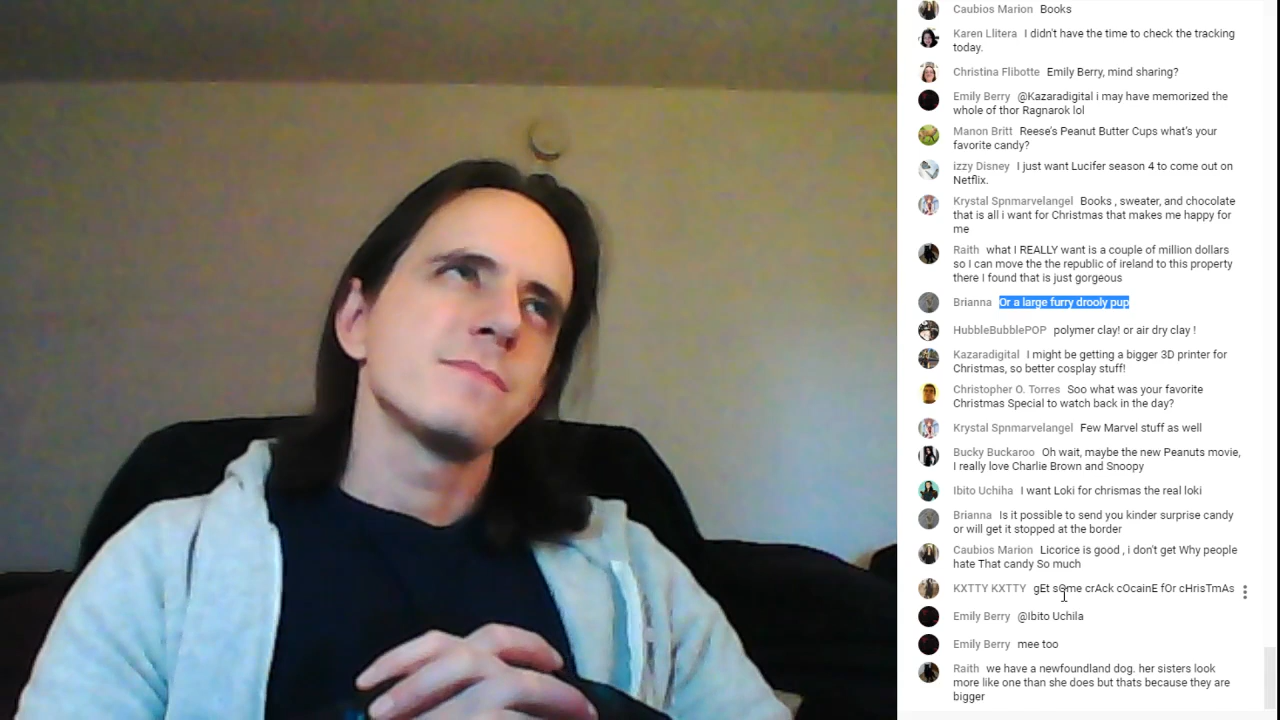 Caubios Marion Books
Karen Llitera I didn't have the time to check the tracking
today.
Christina Flibotte Emily Berry, mind sharing?
Emily Berry @Kazaradigital i may have memorized the
whole of thor Ragnarok lol
Manon Britt Reese's Peanut Butter Cups what's your
favorite candy?
izzy Disney I just want Lucifer season 4 to come out on
Netflix.
Krystal Spnmarvelangel Books , sweater, and chocolate
that is all i want for Christmas that makes me happy for
me
Raith what I REALLY want is a couple of million dollars
so I can move the the republic of ireland to this property
there I found that is just gorgeous
Brianna Or a large furry drooly pup
HubbleBubblePOP polymer clay! or air dry clay !
Kazaradigital I might be getting a bigger 3D printer for
Christmas, so better cosplay stuff!
Christopher O. Torres Soo what was your favorite
Christmas Special to watch back in the day?
Krystal Spnmarvelangel Few Marvel stuff as well
Bucky Buckaroo Oh wait, maybe the new Peanuts movie,
I really love Charlie Brown and Snoopy
Ibito Uchiha I want Loki for chrismas the real loki
Brianna Is it possible to send you kinder surprise candy
or will get it stopped at the border
Caubios Marion Licorice is good , i don't get Why people
hate That candy So much
KXTTY KXTTY gEt sOme crAck cOcainE fOr cHrisTmAs
Emily Berry @Ibito Uchila
Emily Berry mee too
Raith we have a newfoundland dog. her sisters look
more like one than she does but thats because they are
bigger